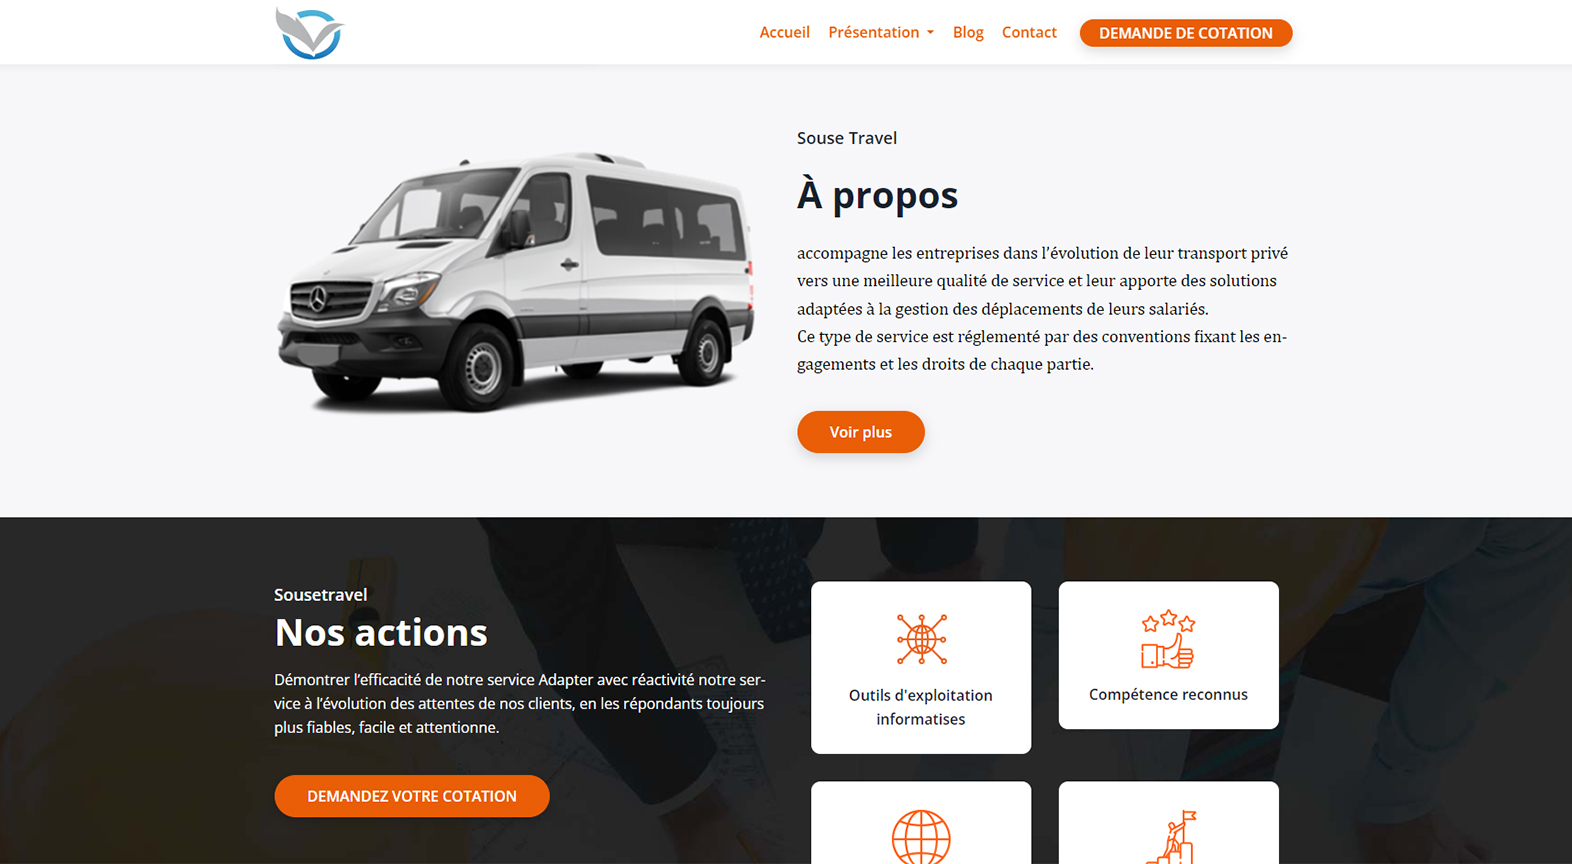 Accueil Présentation Blog Contact DEMANDE DE COTATION
Souse Travel
À propos
accompagne les entreprises dans l’évolution de leur transport privé
vers une meilleure qualité de service et leur apporte des solutions
adaptées à la gestion des déplacements de leurs salariés.
Ce type de service est réglementé par des conventions fixant les en-
gagements et les droits de chaque partie.
Voir plus
Sousetravel
Nos actions
Démontrer l’efficacité de notre service Adapter avec réactivité notre ser-
vice à l’évolution des attentes de nos clients, en les répondants toujours
plus fiables, facile et attentionne.
DEMANDEZ VOTRE COTATION
Outils d'exploitation
informatises
Compétence reconnus